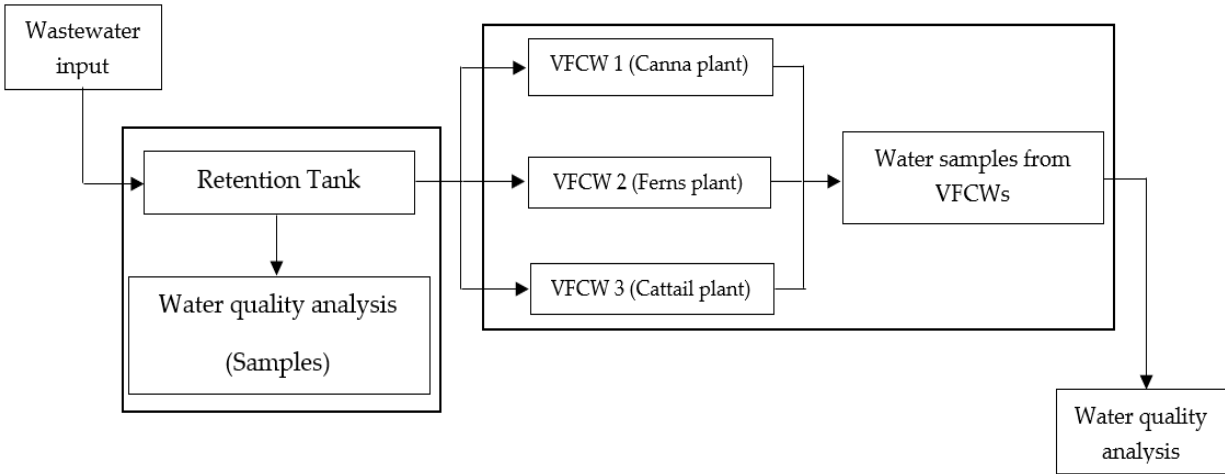 Wastewater
input
Retention Tank
Water quality analysis
(Samples)
VFCW 1 (Canna plant)
VFCW 2 (Ferns plant)
VFCW 3 (Cattail plant)
Water samples from
VFCWs
Water quality
analysis